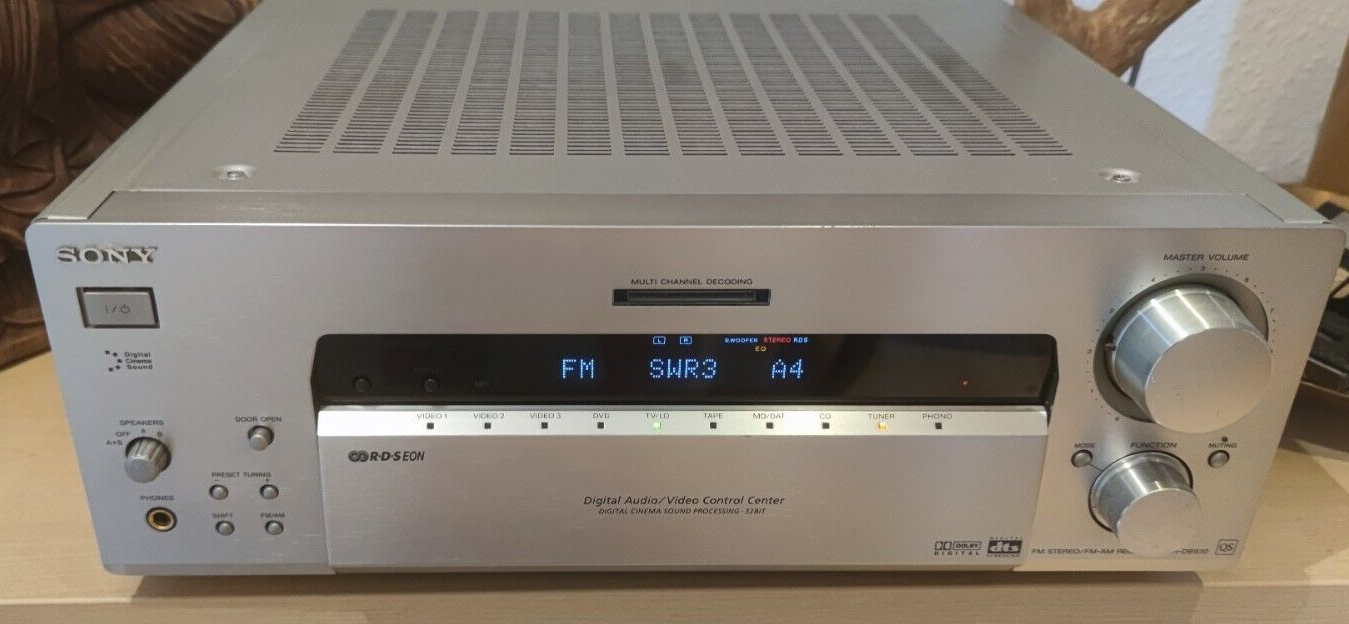 SONY
MASTER VOLUME
MULTI CHANNEL DECODING
I/⏻
L R S.WOOFER STEREO RDS
EQ
Digital
Cinema
Sound
FM SWR3 A4
VIDEO 1 VIDEO 2 VIDEO 3 DVD TV/LD TAPE MD/DAT CD TUNER PHONO
SPEAKERS
OFF A B
A+B
DOOR OPEN
MODE FUNCTION MUTING
R·D·S EON
PRESET TUNING
− +
PHONES
SHIFT FM/AM
Digital Audio/Video Control Center
DIGITAL CINEMA SOUND PROCESSING-32BIT
DOLBY
DIGITAL
DIGITAL
dts
SURROUND
FM STEREO/FM-AM
QS